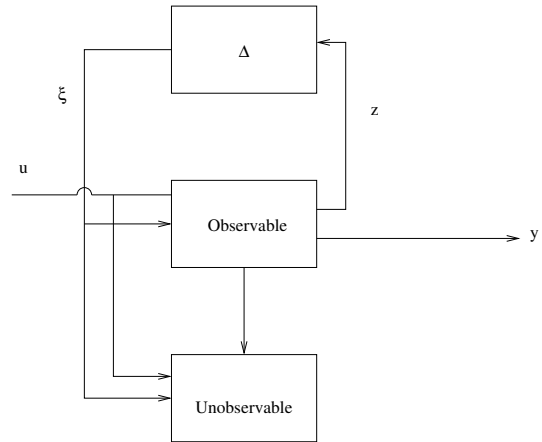 Δ
ξ
z
u
Observable
y
Unobservable